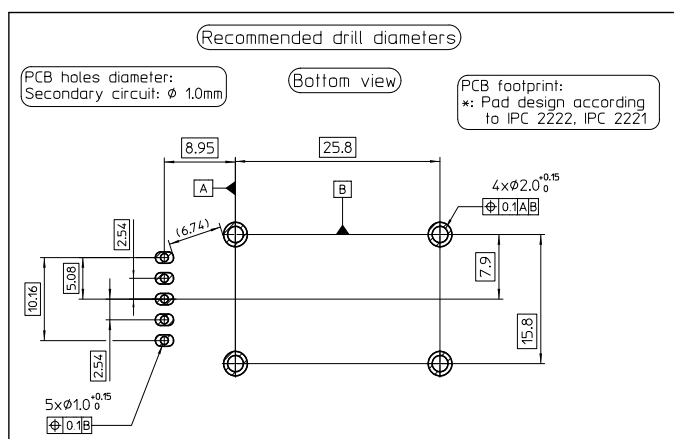 Recommended drill diameters
PCB holes diameter:
Secondary circuit: ϕ 1.0mm
Bottom view
PCB footprint:
*: Pad design according
to IPC 2222, IPC 2221
8.95
25.8
A
B
4xϕ2.0 +0.15 0
⌖ 0.1 A B
(6.74)
2.54
5.08
10.16
7.9
15.8
2.54
5xϕ1.0 +0.15 0
⌖ 0.1 B